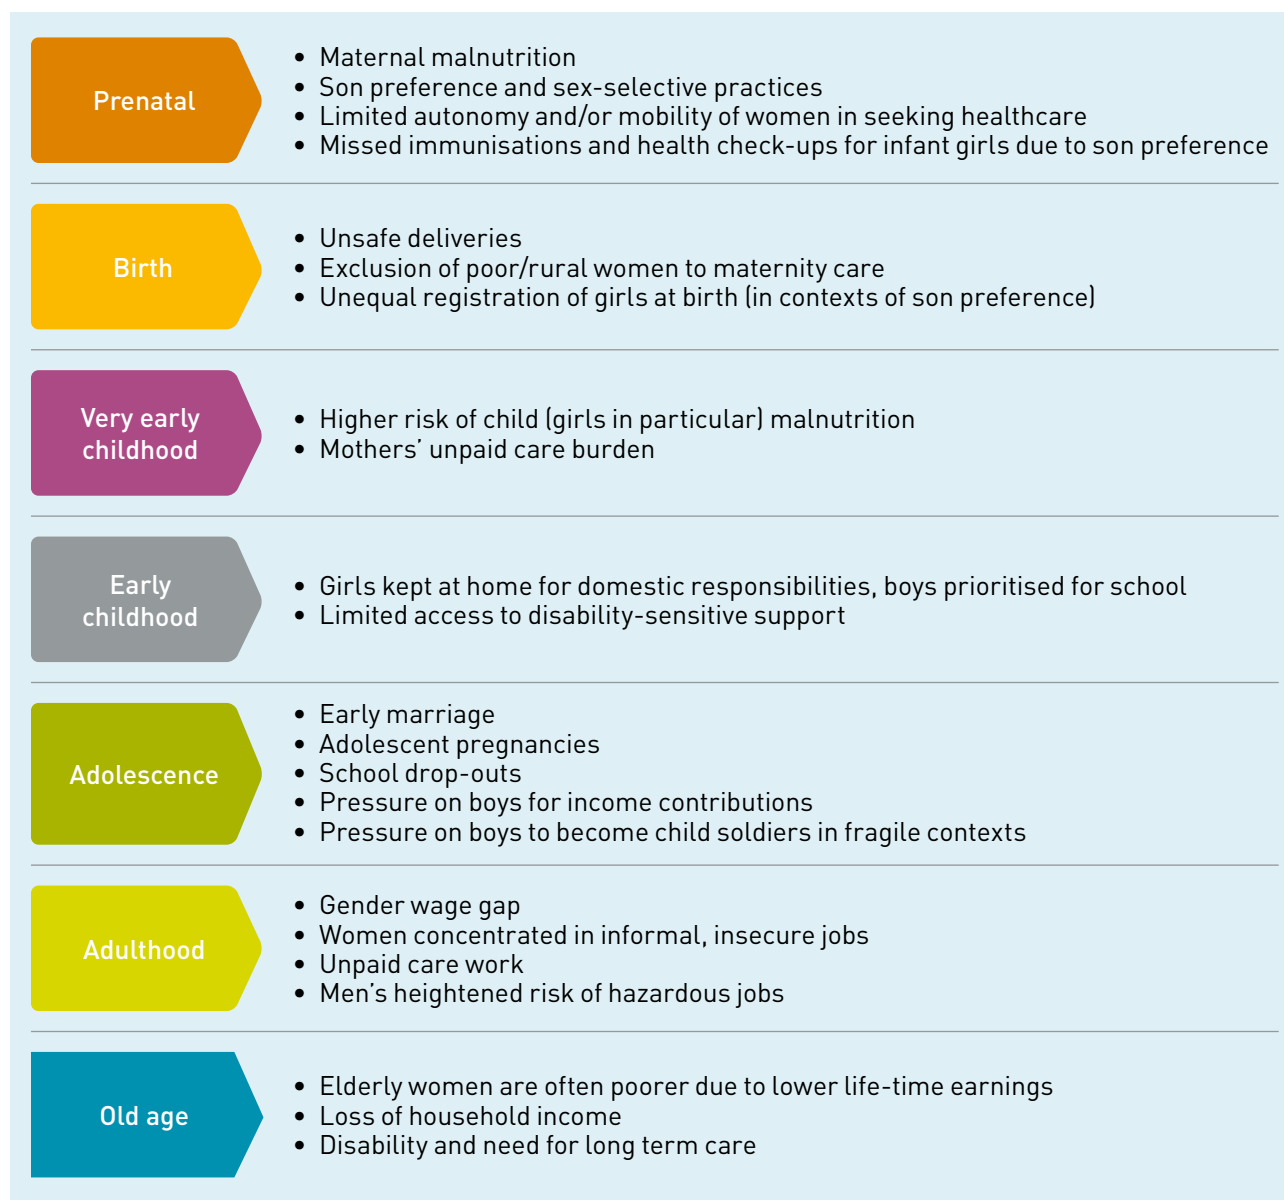 Prenatal
• Maternal malnutrition
• Son preference and sex-selective practices
• Limited autonomy and/or mobility of women in seeking healthcare
• Missed immunisations and health check-ups for infant girls due to son preference
Birth
• Unsafe deliveries
• Exclusion of poor/rural women to maternity care
• Unequal registration of girls at birth (in contexts of son preference)
Very early
childhood
• Higher risk of child (girls in particular) malnutrition
• Mothers’ unpaid care burden
Early
childhood
• Girls kept at home for domestic responsibilities, boys prioritised for school
• Limited access to disability-sensitive support
Adolescence
• Early marriage
• Adolescent pregnancies
• School drop-outs
• Pressure on boys for income contributions
• Pressure on boys to become child soldiers in fragile contexts
Adulthood
• Gender wage gap
• Women concentrated in informal, insecure jobs
• Unpaid care work
• Men’s heightened risk of hazardous jobs
Old age
• Elderly women are often poorer due to lower life-time earnings
• Loss of household income
• Disability and need for long term care